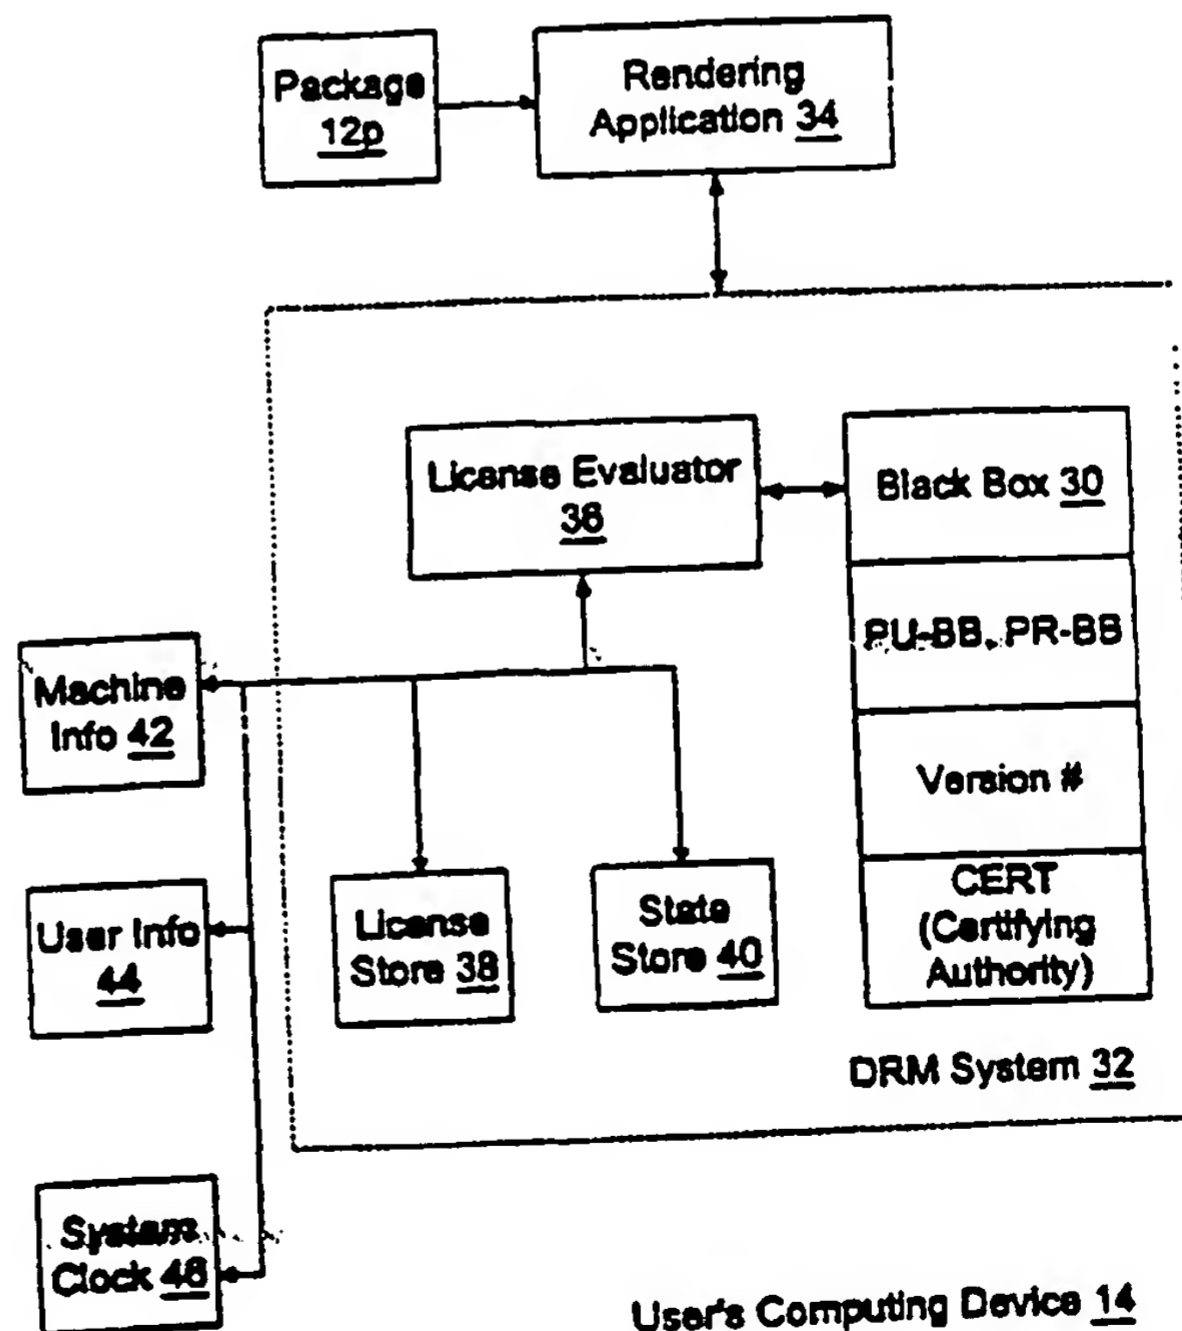 Package
12p
Rendering
Application 34
License Evaluator
36
Black Box 30
PU-BB, PR-BB
Version #
CERT
(Certifying
Authority)
Machine
Info 42
User Info
44
License
Store 38
State
Store 40
DRM System 32
System
Clock 46
User's Computing Device 14